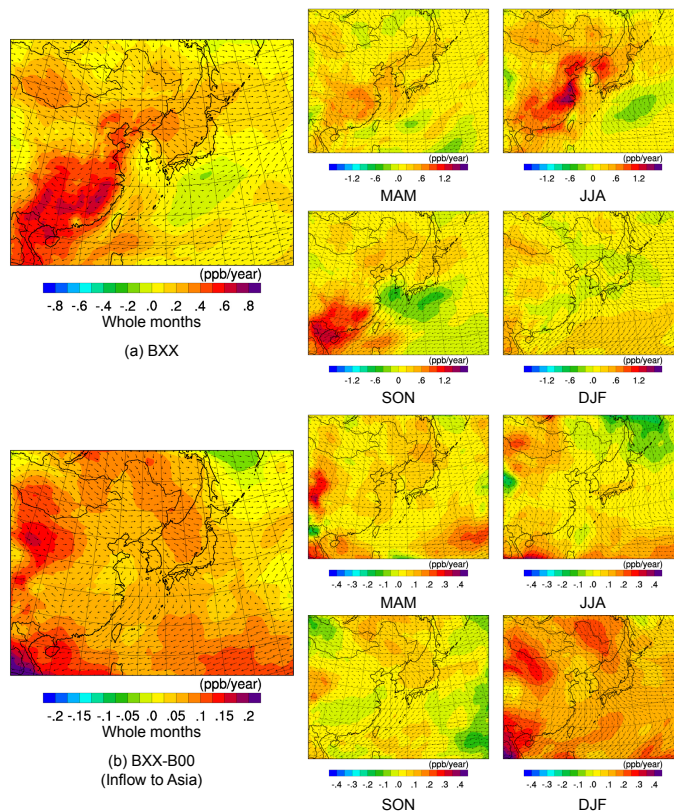 (ppb/year)
-.8 -.6 -.4 -.2 .0 .2 .4 .6 .8
Whole months
(a) BXX
(ppb/year)
-1.2 -.6 .0 .6 1.2
MAM
(ppb/year)
-1.2 -.6 .0 .6 1.2
JJA
(ppb/year)
-1.2 -.6 .0 .6 1.2
SON
(ppb/year)
-1.2 -.6 .0 .6 1.2
DJF
(ppb/year)
-.2 -.15 -.1 -.05 .0 .05 .1 .15 .2
Whole months
(b) BXX-B00
(Inflow to Asia)
(ppb/year)
-.4 -.3 -.2 -.1 .0 .1 .2 .3 .4
MAM
(ppb/year)
-.4 -.3 -.2 -.1 .0 .1 .2 .3 .4
JJA
(ppb/year)
-.4 -.3 -.2 -.1 .0 .1 .2 .3 .4
SON
(ppb/year)
-.4 -.3 -.2 -.1 .0 .1 .2 .3 .4
DJF